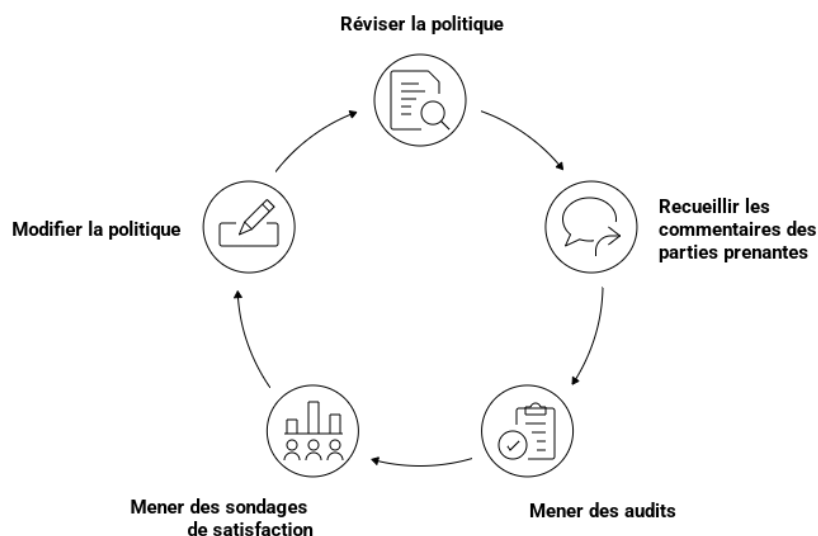 Réviser la politique
Recueillir les
commentaires des
parties prenantes
Mener des audits
Mener des sondages
de satisfaction
Modifier la politique